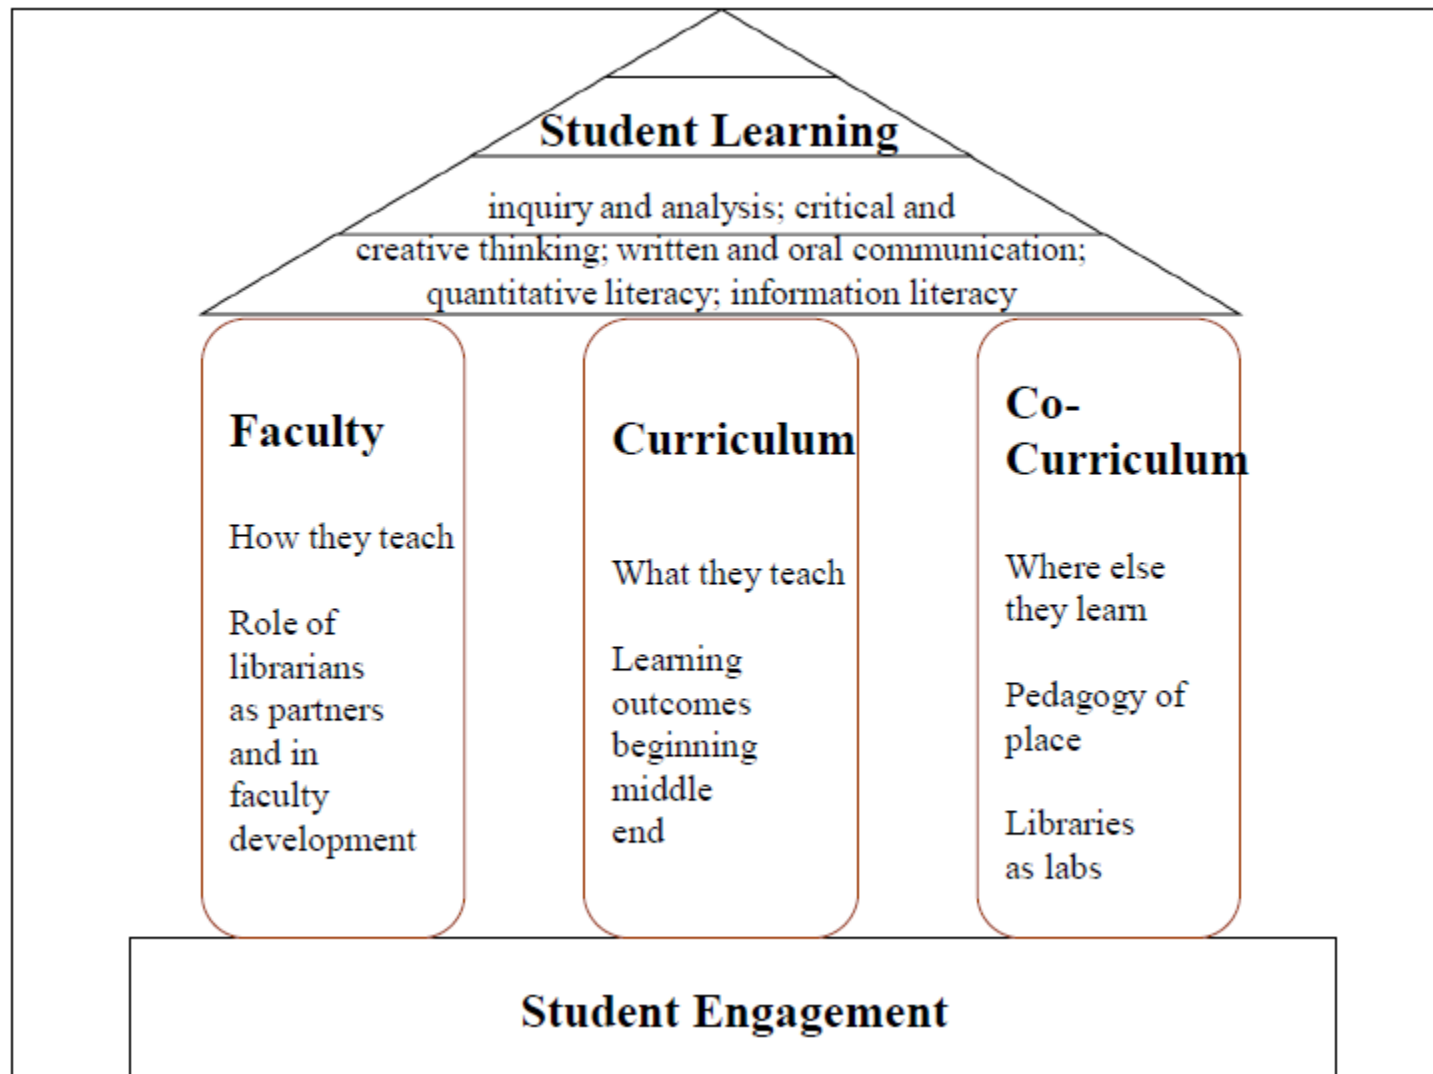 Student Learning
inquiry and analysis; critical and
creative thinking; written and oral communication;
quantitative literacy; information literacy
Faculty
How they teach
Role of
librarians
as partners
and in
faculty
development
Curriculum
What they teach
Learning
outcomes
beginning
middle
end
Co-
Curriculum
Where else
they learn
Pedagogy of
place
Libraries
as labs
Student Engagement